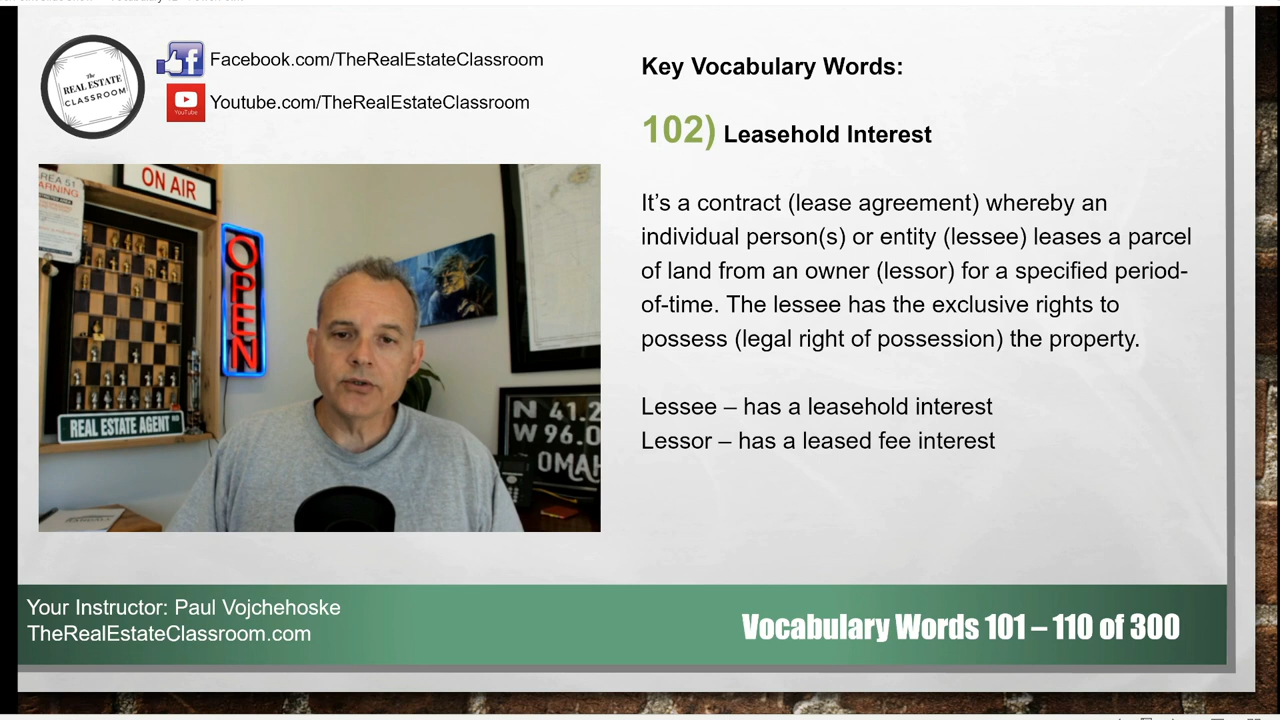 The
REAL ESTATE
CLASSROOM
Facebook.com/TheRealEstateClassroom
YouTube
Youtube.com/TheRealEstateClassroom
AREA 51
WARNING
ON AIR
OPEN
REAL ESTATE AGENT
N 41.2
W 96.0
OMAH
Key Vocabulary Words:
102) Leasehold Interest
It’s a contract (lease agreement) whereby an
individual person(s) or entity (lessee) leases a parcel
of land from an owner (lessor) for a specified period-
of-time. The lessee has the exclusive rights to
possess (legal right of possession) the property.
Lessee – has a leasehold interest
Lessor – has a leased fee interest
Your Instructor: Paul Vojchehoske
TheRealEstateClassroom.com
Vocabulary Words 101 – 110 of 300